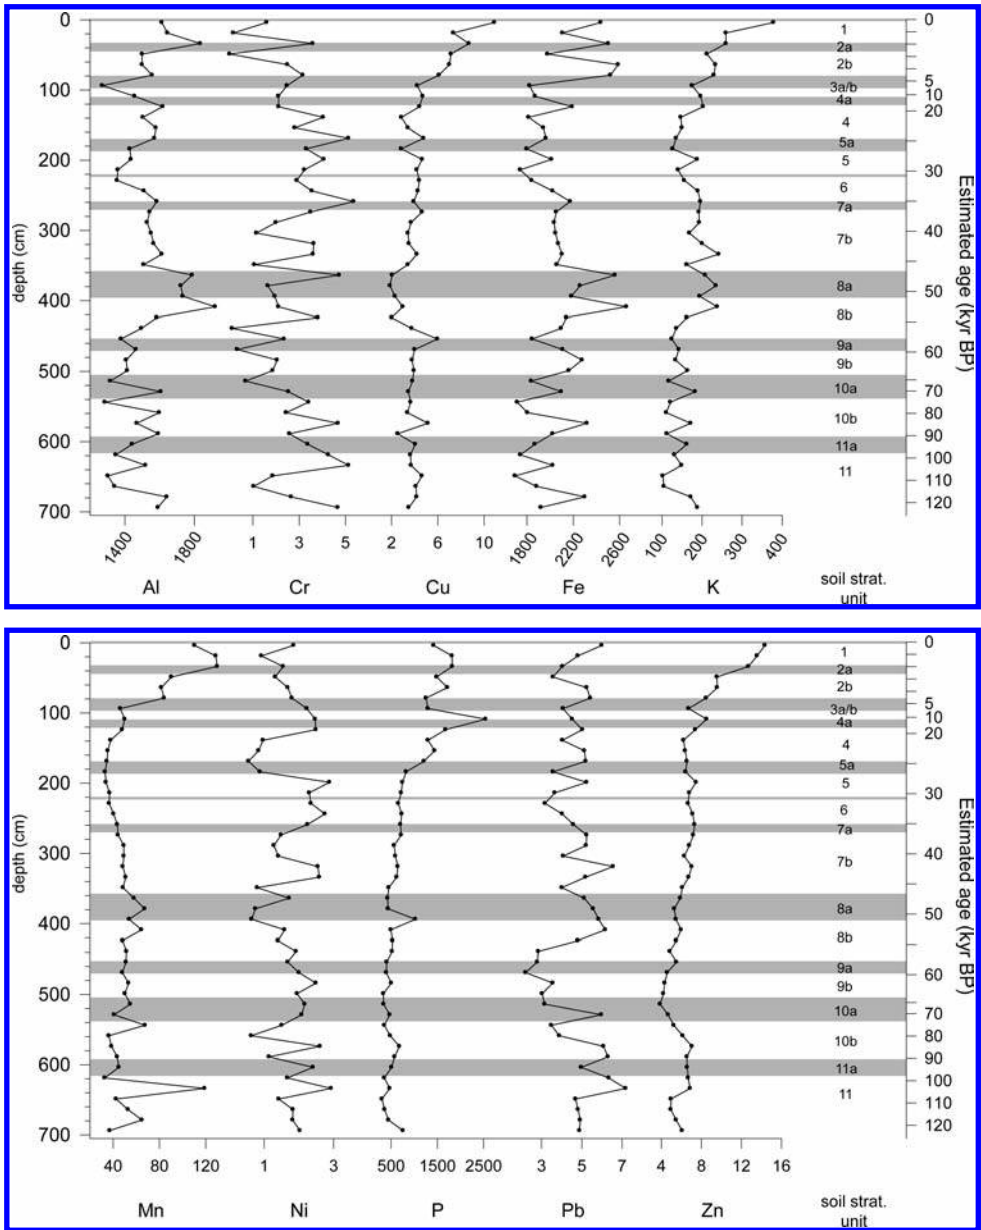 0
100
200
300
400
500
600
700
depth (cm)
1
2a
2b
3a/b
4a
4
5a
5
6
7a
7b
8a
8b
9a
9b
10a
10b
11a
11
0
5
10
20
30
40
50
60
70
80
90
100
110
120
Estimated age (kyr BP)
1400 1800 1 3 5 2 6 10 1800 2200 2600 100 200 300 400
Al Cr Cu Fe K soil strat.
unit
0
100
200
300
400
500
600
700
depth (cm)
1
2a
2b
3a/b
4a
4
5a
5
6
7a
7b
8a
8b
9a
9b
10a
10b
11a
11
0
5
10
20
30
40
50
60
70
80
90
100
110
120
Estimated age (kyr BP)
40 80 120 1 3 500 1500 2500 3 5 7 4 8 12 16
Mn Ni P Pb Zn soil strat.
unit